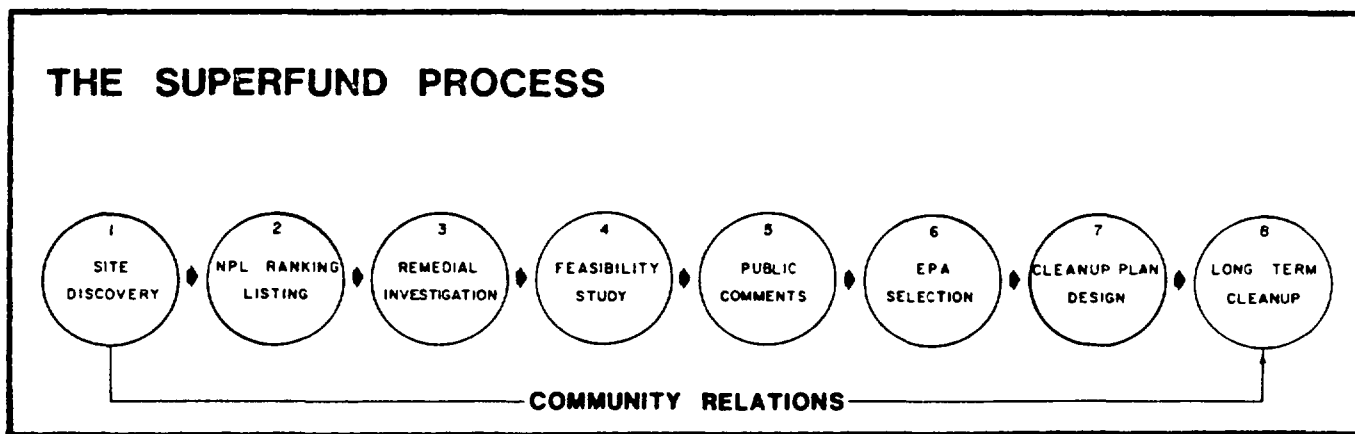 THE SUPERFUND PROCESS
1
SITE
DISCOVERY
2
NPL RANKING
LISTING
3
REMEDIAL
INVESTIGATION
4
FEASIBILITY
STUDY
5
PUBLIC
COMMENTS
6
EPA
SELECTION
7
CLEANUP PLAN
DESIGN
8
LONG TERM
CLEANUP
COMMUNITY RELATIONS